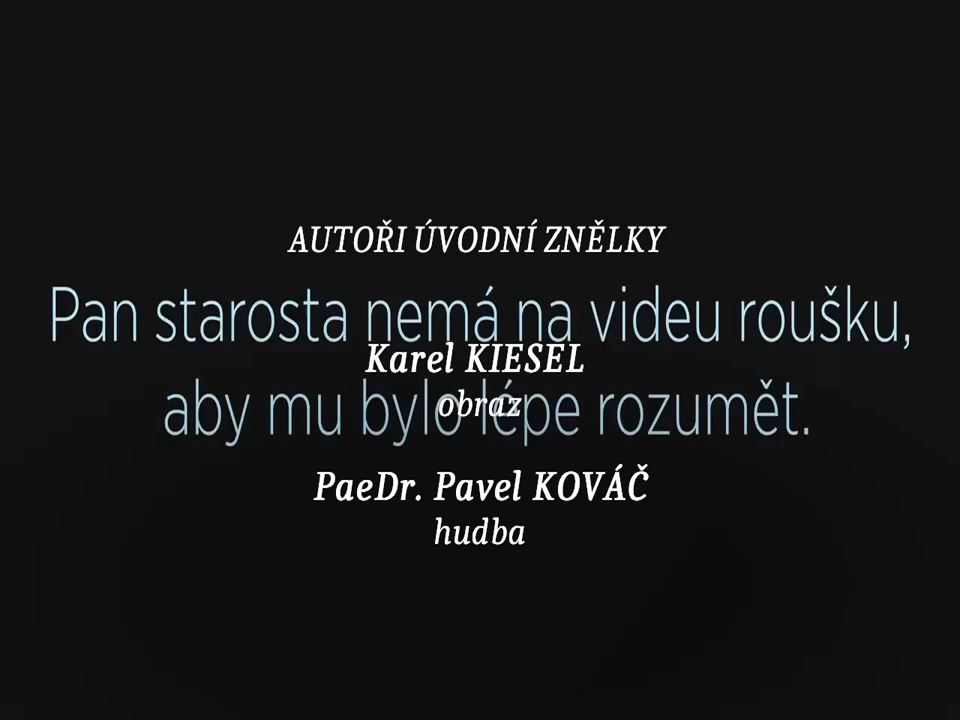 AUTOŘI ÚVODNÍ ZNĚLKY
Pan starosta nemá na videu roušku,
Karel KIESEL
obraz
aby mu bylo lépe rozumět.
PaeDr. Pavel KOVÁČ
hudba